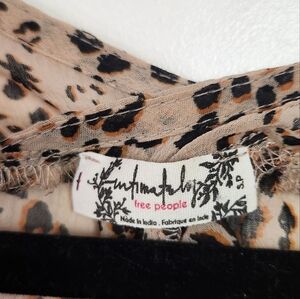 intimately
free people
Made in India . Fabriqué en Inde
S/P